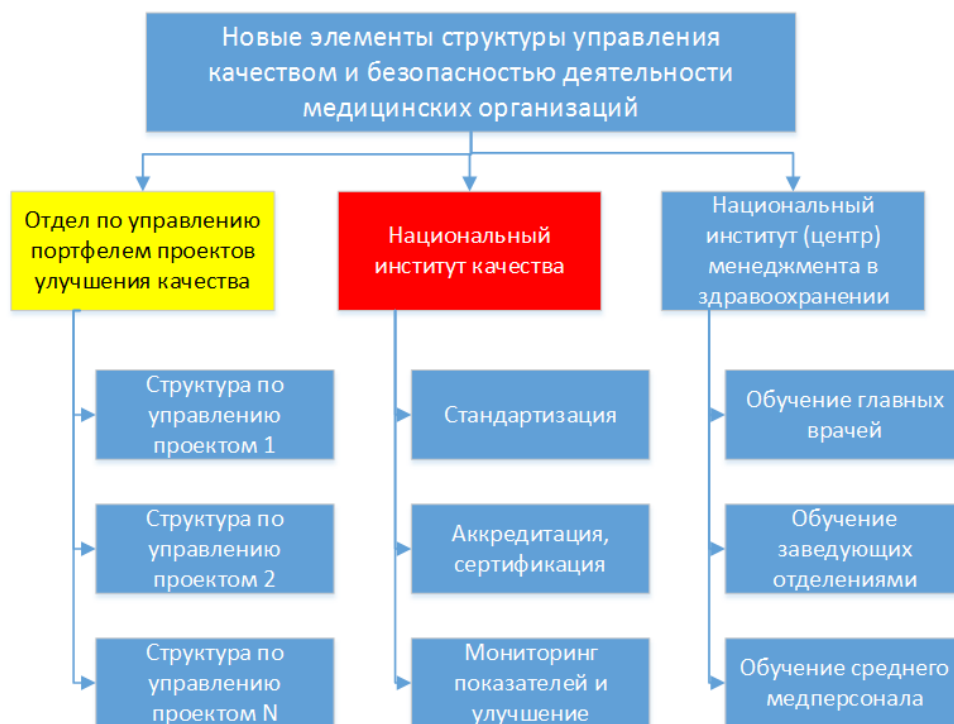 Новые элементы структуры управления
качеством и безопасностью деятельности
медицинских организаций
Отдел по управлению
портфелем проектов
улучшения качества
Национальный
институт качества
Национальный
институт (центр)
менеджмента в
здравоохранении
Структура по
управлению
проектом 1
Стандартизация
Обучение главных
врачей
Структура по
управлению
проектом 2
Аккредитация,
сертификация
Обучение
заведующих
отделениями
Структура по
управлению
проектом N
Мониторинг
показателей и
улучшение
Обучение среднего
медперсонала